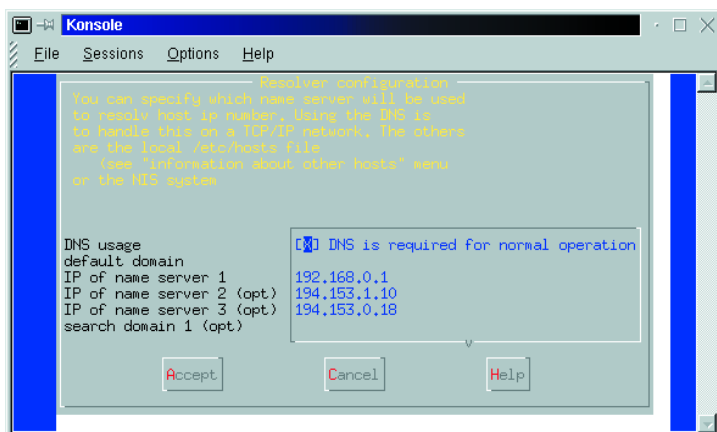 Konsole
File Sessions Options Help
Resolver configuration
You can specify which name server will be used
to resolv host ip number. Using the DNS is
to handle this on a TCP/IP network. The others
are the local /etc/hosts file
(see "information about other hosts" menu
or the NIS system
DNS usage [X] DNS is required for normal operation
default domain
IP of name server 1 192.168.0.1
IP of name server 2 (opt) 194.153.1.10
IP of name server 3 (opt) 194.153.0.18
search domain 1 (opt)
Accept Cancel Help